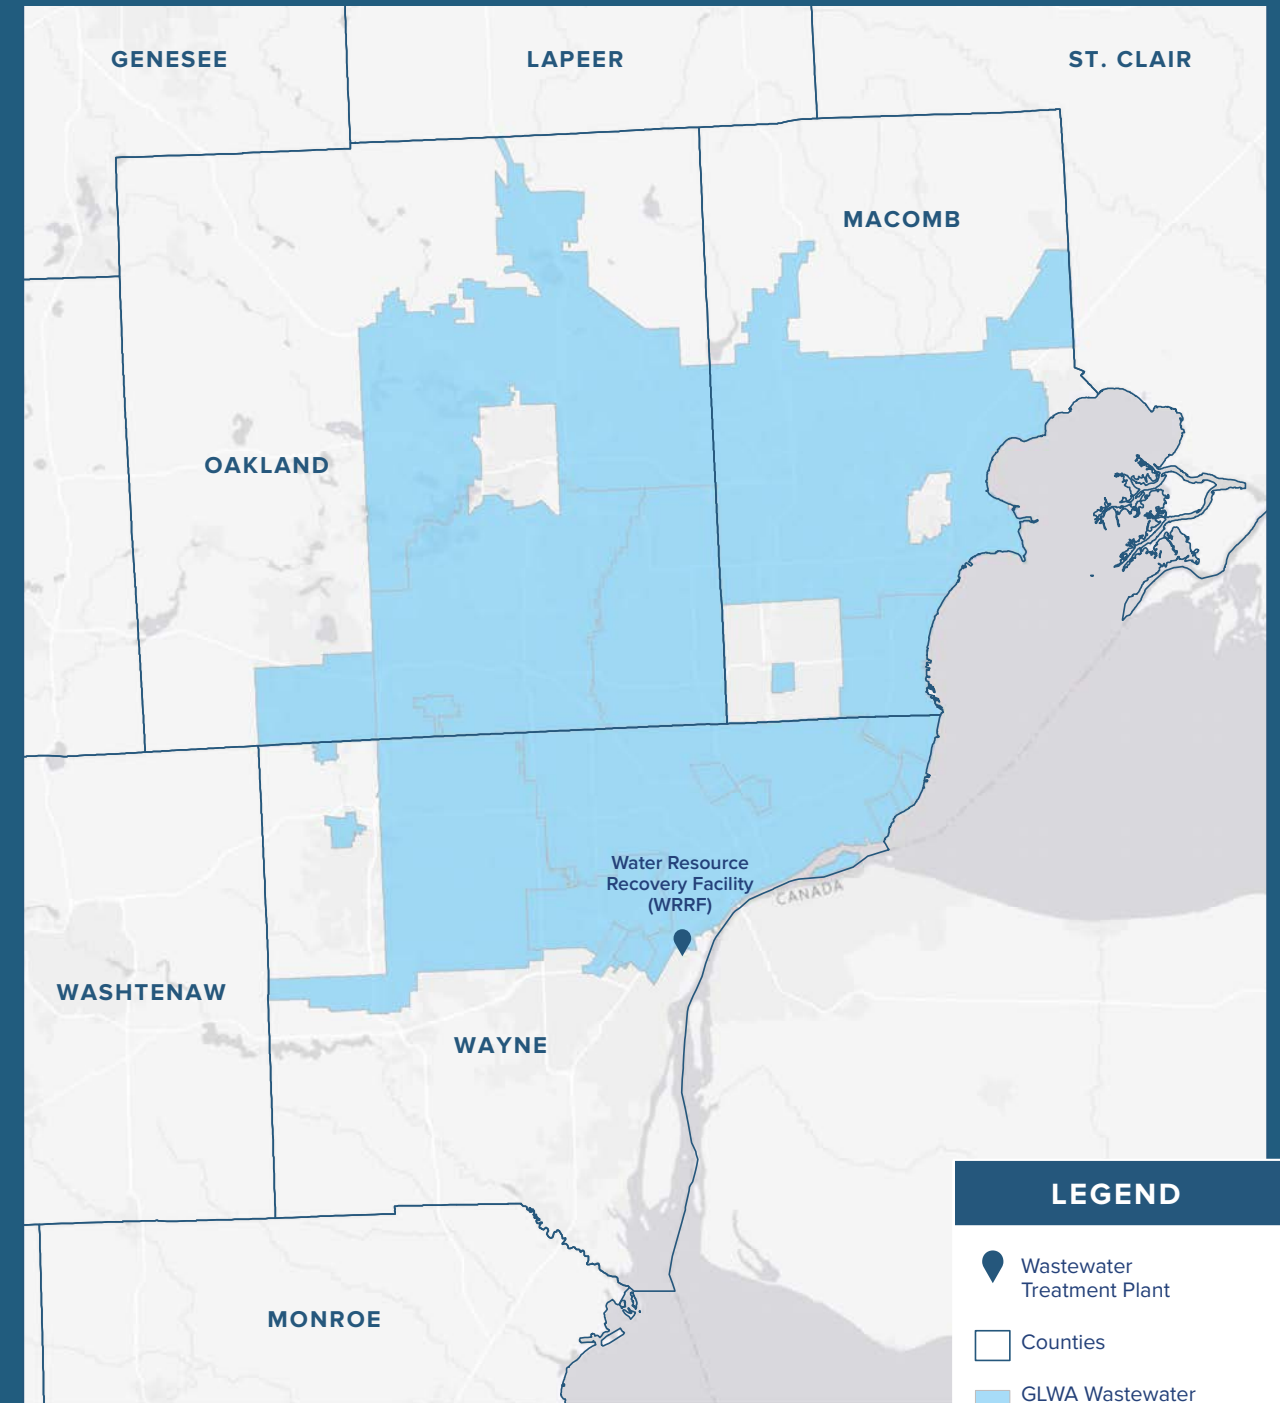 GENESEE
LAPEER
ST. CLAIR
MACOMB
OAKLAND
Water Resource
Recovery Facility
(WRRF)
CANADA
WASHTENAW
WAYNE
MONROE
LEGEND
Wastewater
Treatment Plant
Counties
GLWA Wastewater